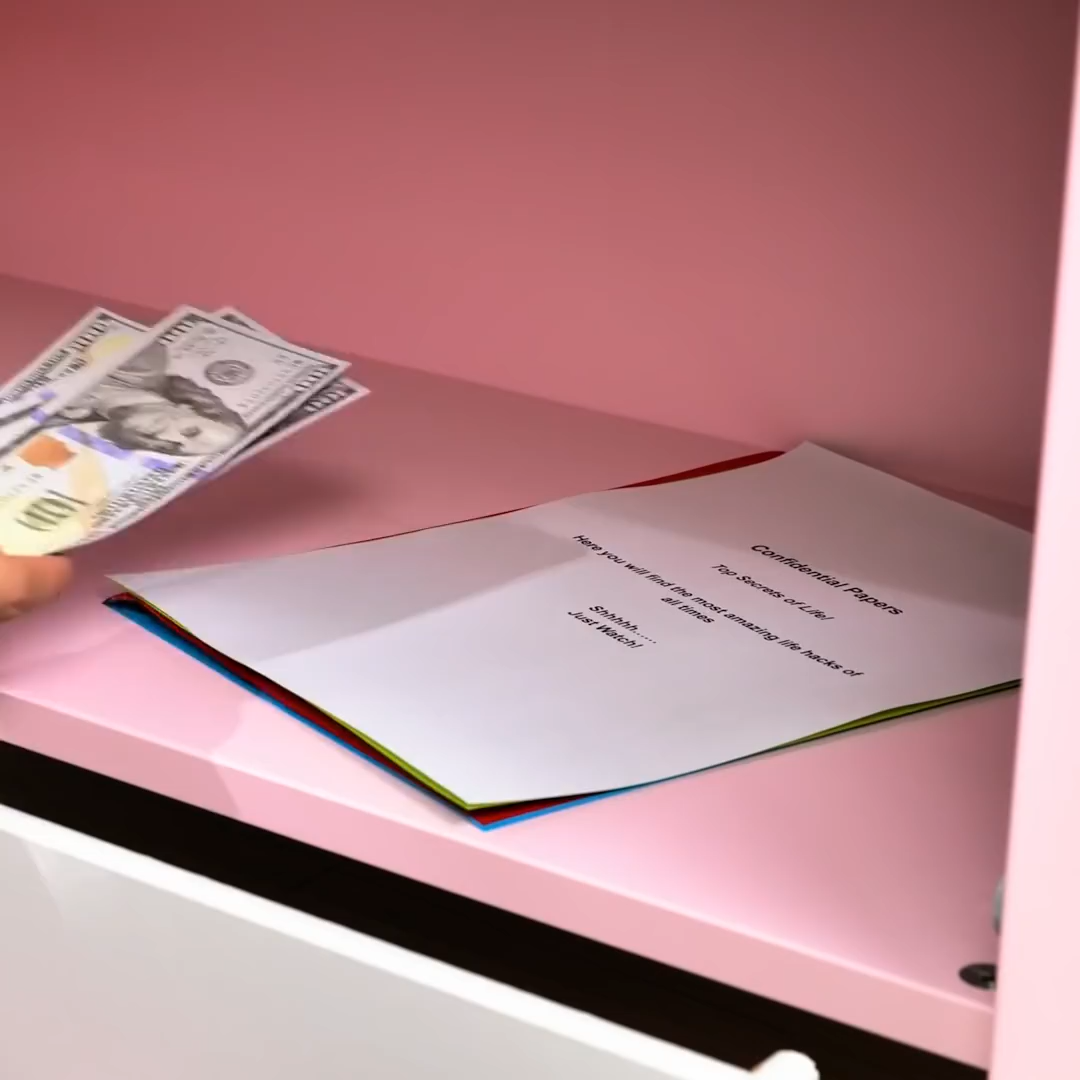 Confidential Papers
Top Secrets of Life!
Here you will find the most amazing life hacks of
all times
Shhhhh......
Just Watch!